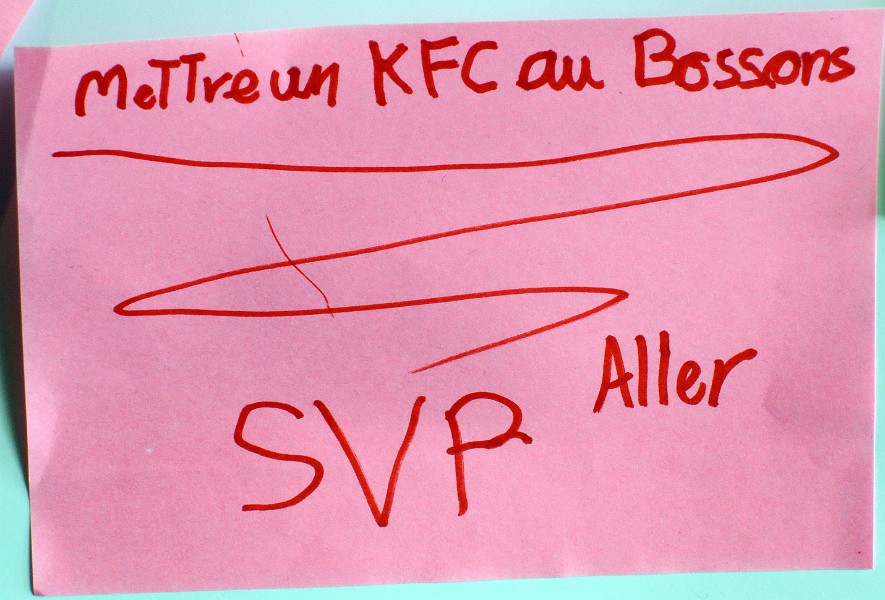 MeTTre un KFC au Bossons
Aller
SVP